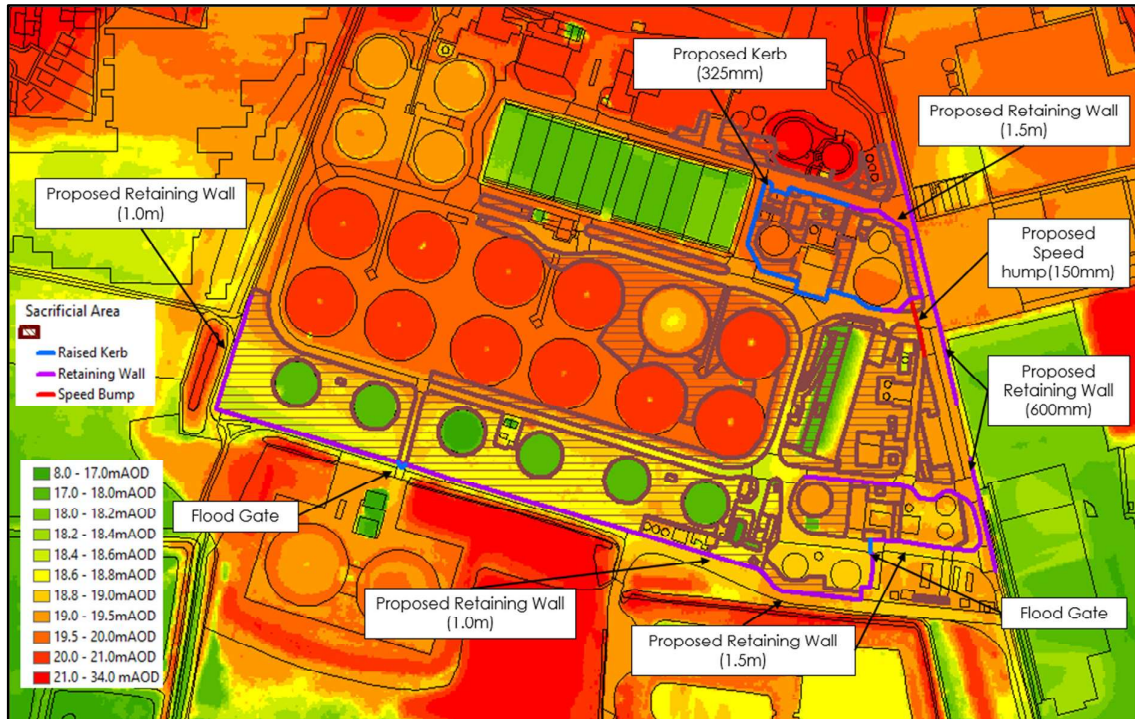 Proposed Kerb
(325mm)
Proposed Retaining Wall
(1.5m)
Proposed Retaining Wall
(1.0m)
Proposed
Speed
hump(150mm)
Sacrificial Area
Raised Kerb
Retaining Wall
Speed Bump
Proposed
Retaining Wall
(600mm)
8.0 - 17.0mAOD
17.0 - 18.0mAOD
18.0 - 18.2mAOD
18.2 - 18.4mAOD
18.4 - 18.6mAOD
18.6 - 18.8mAOD
18.8 - 19.0mAOD
19.0 - 19.5mAOD
19.5 - 20.0mAOD
20.0 - 21.0mAOD
21.0 - 34.0 mAOD
Flood Gate
Proposed Retaining Wall
(1.0m)
Proposed Retaining Wall
(1.5m)
Flood Gate